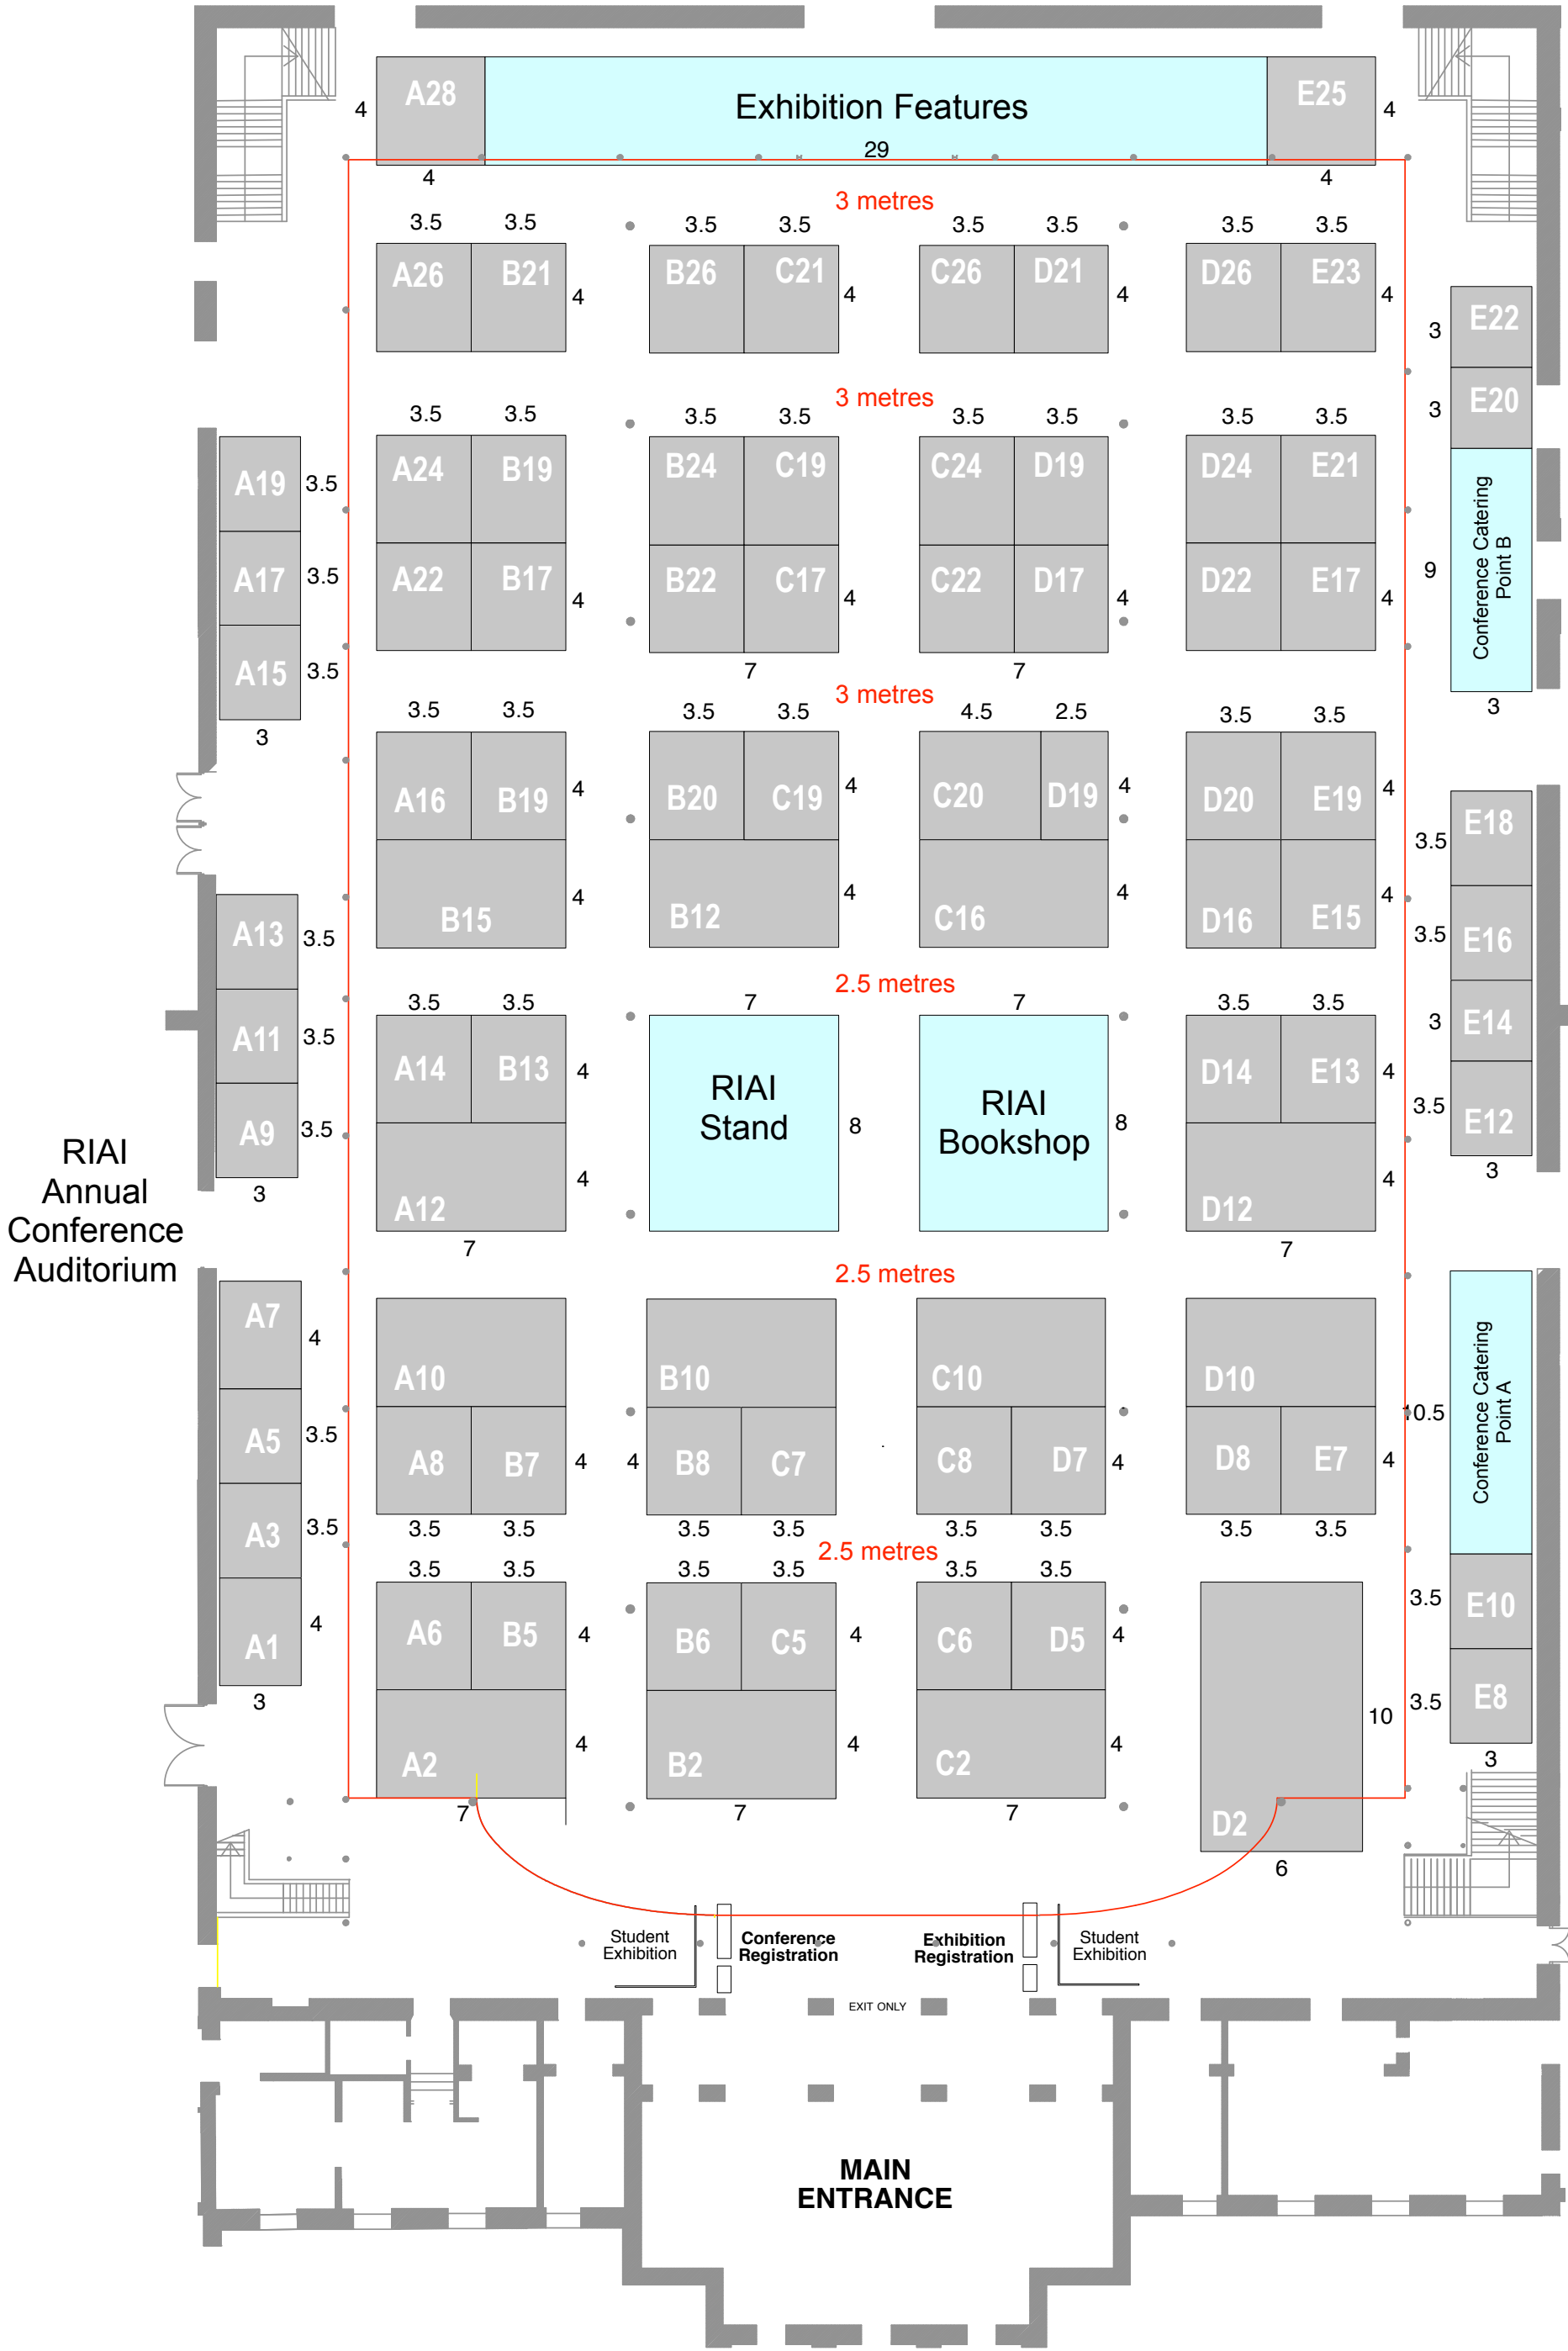 A28
Exhibition Features
E25
4
4
29
4
4
3 metres
3.5
3.5
3.5
3.5
3.5
3.5
3.5
3.5
A26
B21
4
B26
C21
4
C26
D21
4
D26
E23
4
E22
3
3 metres
E20
3
3.5
3.5
3.5
3.5
3.5
3.5
3.5
3.5
A19
3.5
A24
B19
B24
C19
C24
D19
D24
E21
Conference Catering
Point B
9
3
A17
3.5
A22
B17
4
B22
C17
4
C22
D17
4
D22
E17
4
A15
3.5
3
7
7
3 metres
3.5
3.5
3.5
3.5
4.5
2.5
3.5
3.5
A16
B19
4
B20
C19
4
C20
D19
4
D20
E19
4
3.5
E18
A13
3.5
B15
4
B12
4
C16
4
D16
E15
4
3.5
E16
2.5 metres
3.5
3.5
7
7
3.5
3.5
3
E14
A11
3.5
A14
B13
4
RIAI
Stand
8
RIAI
Bookshop
8
D14
E13
4
3.5
E12
3
A9
3.5
3
A12
4
7
D12
4
7
RIAI
Annual
Conference
Auditorium
2.5 metres
A7
4
A10
B10
C10
D10
Conference Catering
Point A
10.5
A5
3.5
A8
B7
4
4
B8
C7
C8
D7
4
D8
E7
4
A3
3.5
3.5
3.5
3.5
3.5
3.5
3.5
3.5
3.5
2.5 metres
3.5
3.5
3.5
3.5
3.5
3.5
A1
4
3
A6
B5
4
B6
C5
4
C6
D5
4
3.5
E10
A2
4
7
B2
4
7
C2
4
7
D2
10
6
3.5
E8
3
Student
Exhibition
Conference
Registration
Exhibition
Registration
Student
Exhibition
EXIT ONLY
MAIN
ENTRANCE